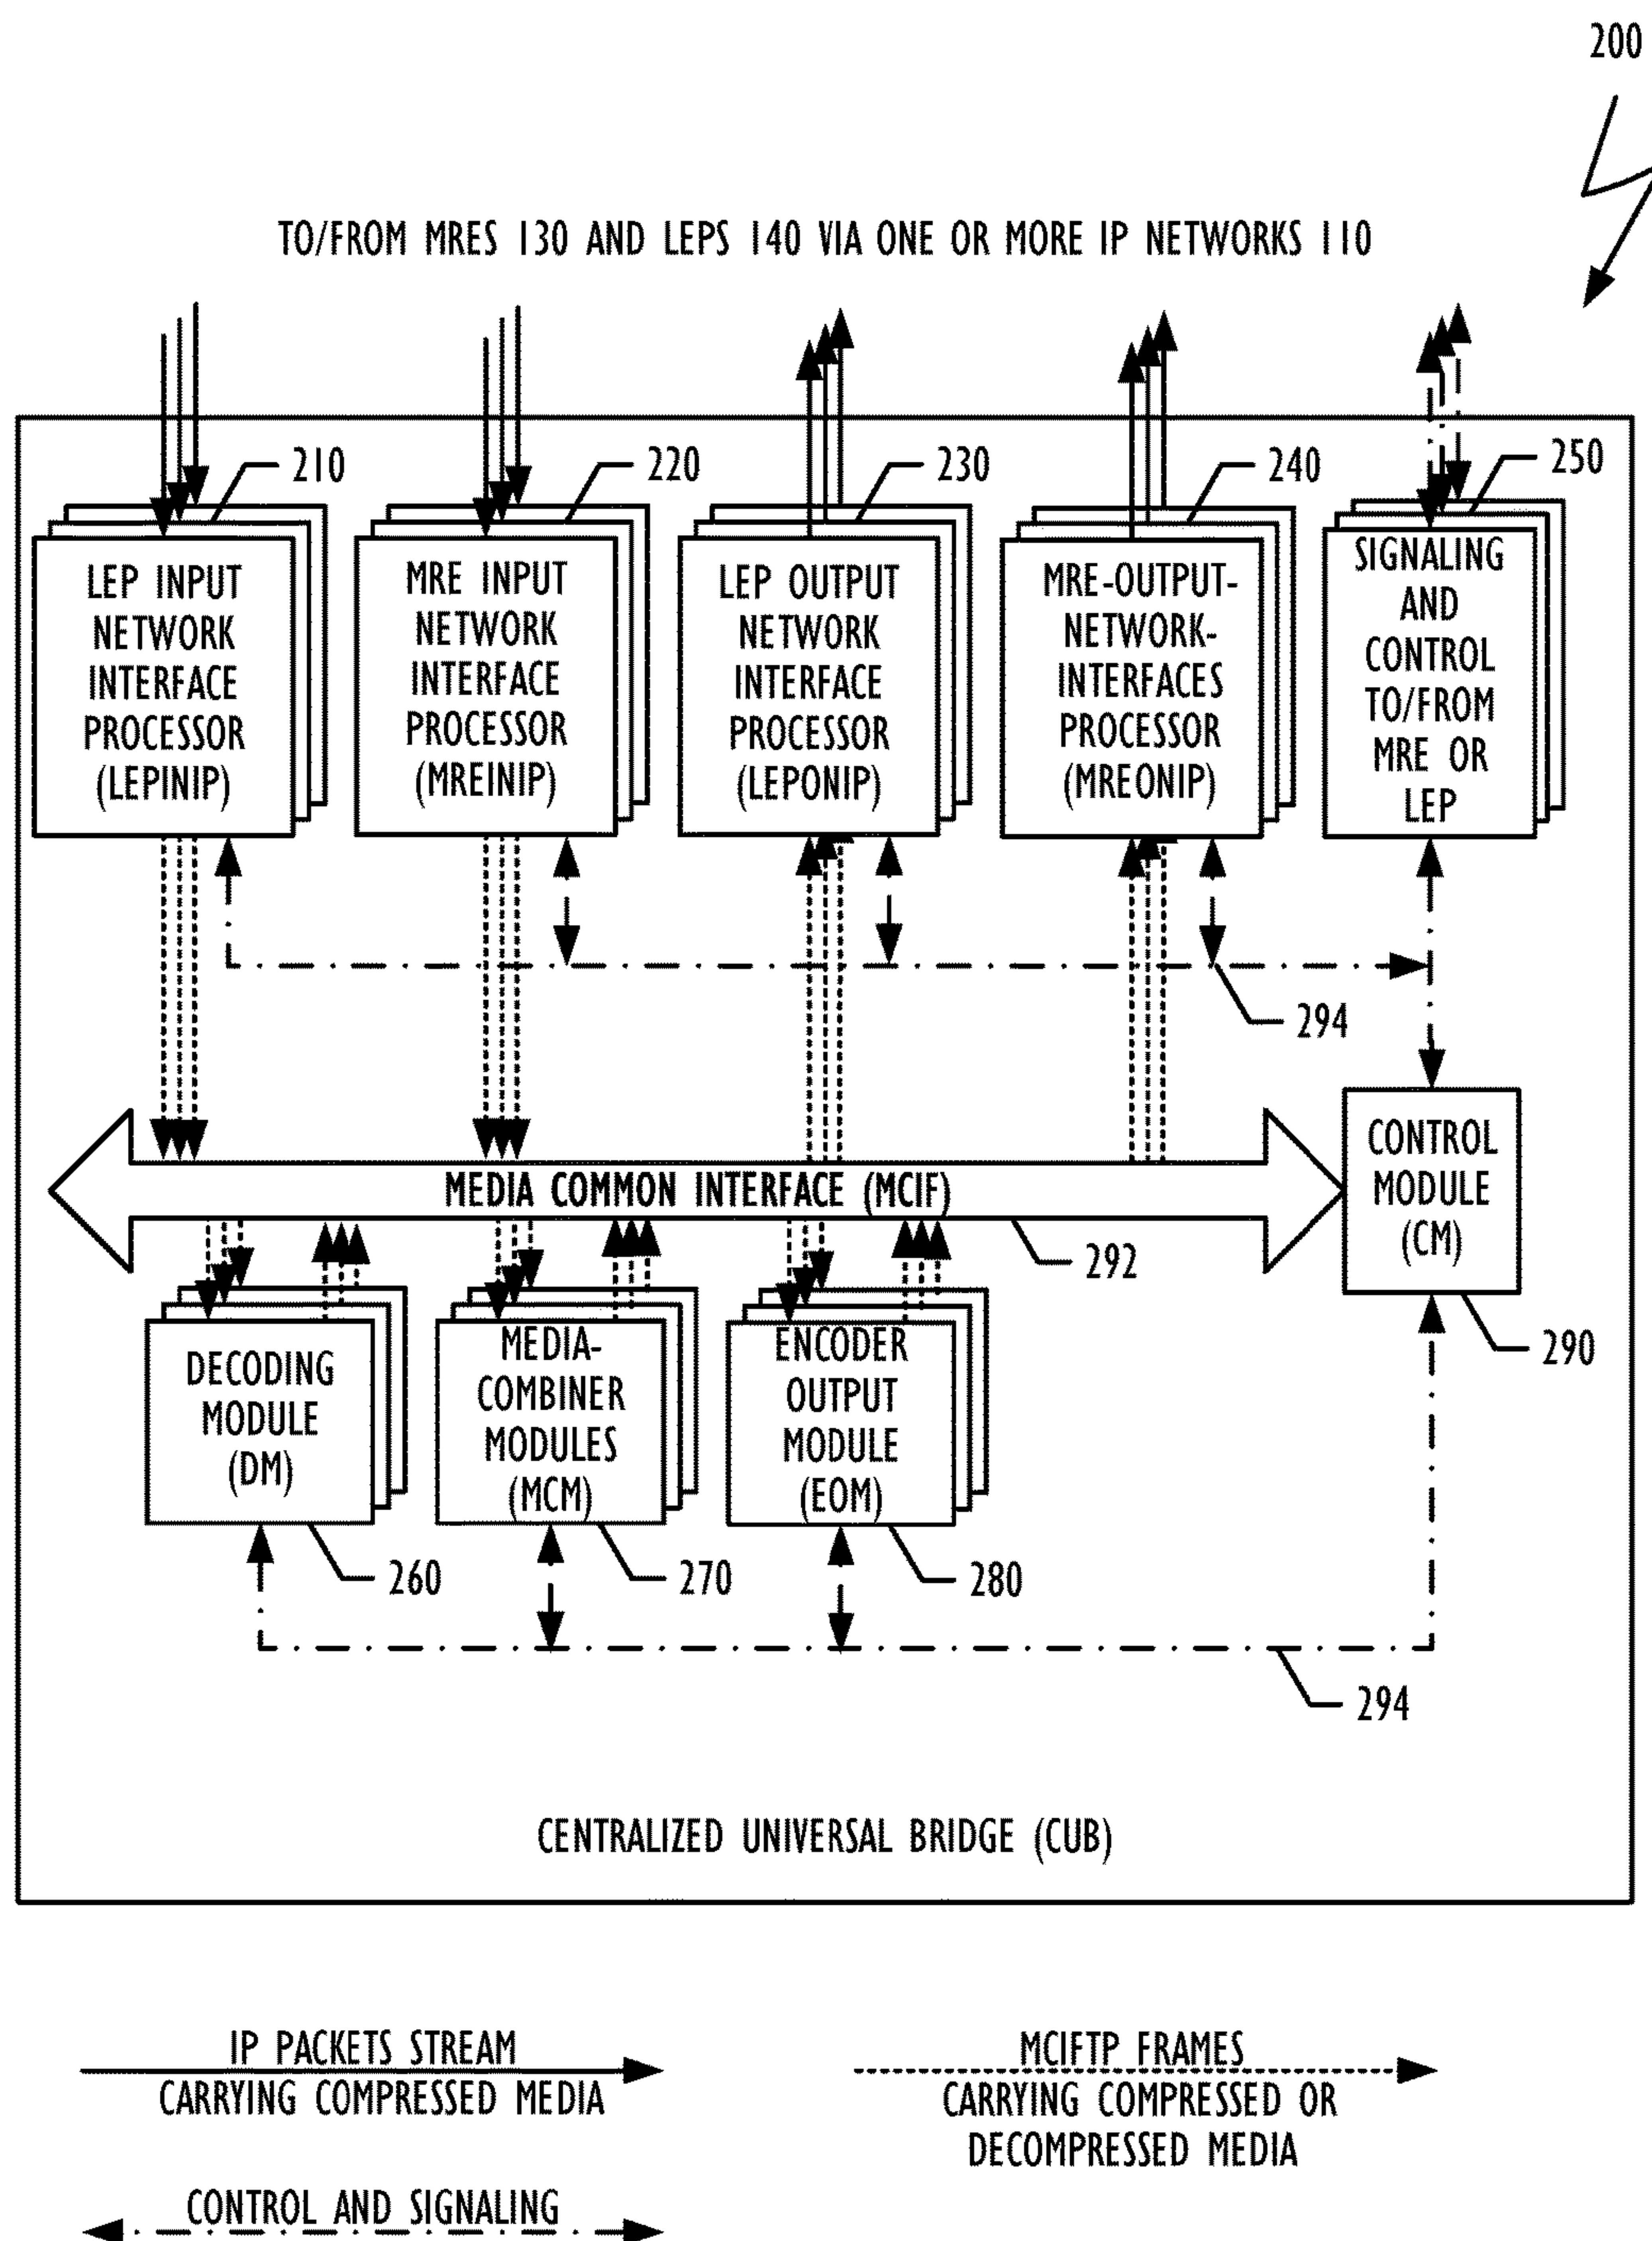 200
TO/FROM MRES 130 AND LEPS 140 VIA ONE OR MORE IP NETWORKS 110
210
220
230
240
250
LEP INPUT
NETWORK
INTERFACE
PROCESSOR
(LEPINIP)
MRE INPUT
NETWORK
INTERFACE
PROCESSOR
(MREINIP)
LEP OUTPUT
NETWORK
INTERFACE
PROCESSOR
(LEPONIP)
MRE-OUTPUT-
NETWORK-
INTERFACES
PROCESSOR
(MREONIP)
SIGNALING
AND
CONTROL
TO/FROM
MRE OR
LEP
294
MEDIA COMMON INTERFACE (MCIF)
292
CONTROL
MODULE
(CM)
290
DECODING
MODULE
(DM)
MEDIA-
COMBINER
MODULES
(MCM)
ENCODER
OUTPUT
MODULE
(EOM)
260
270
280
294
CENTRALIZED UNIVERSAL BRIDGE (CUB)
IP PACKETS STREAM
CARRYING COMPRESSED MEDIA
MCIFTP FRAMES
CARRYING COMPRESSED OR
DECOMPRESSED MEDIA
CONTROL AND SIGNALING